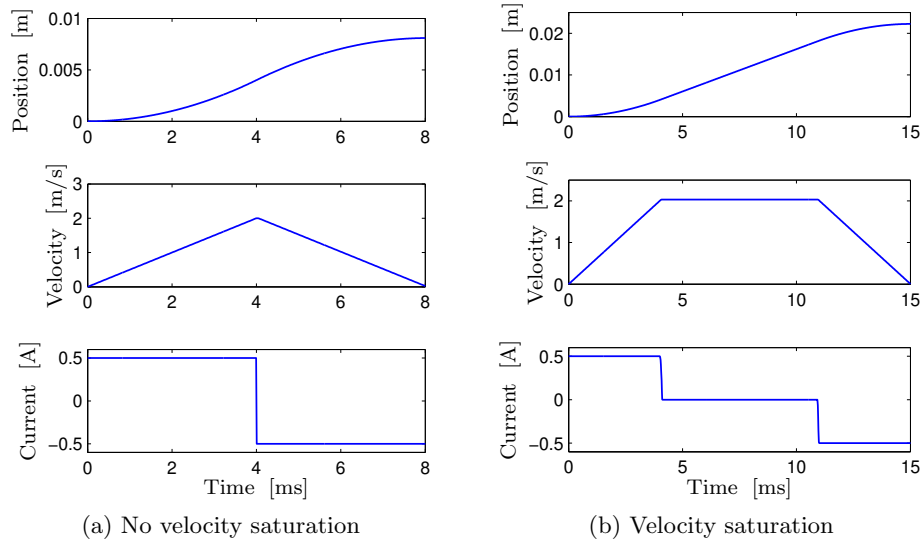 0.01
0.005
0
0 2 4 6 8
Position [m]
3
2
1
0
0 2 4 6 8
Velocity [m/s]
0.5
0
−0.5
0 2 4 6 8
Current [A]
Time [ms]
(a) No velocity saturation
0.02
0.01
0
0 5 10 15
Position [m]
2
1
0
0 5 10 15
Velocity [m/s]
0.5
0
−0.5
0 5 10 15
Current [A]
Time [ms]
(b) Velocity saturation